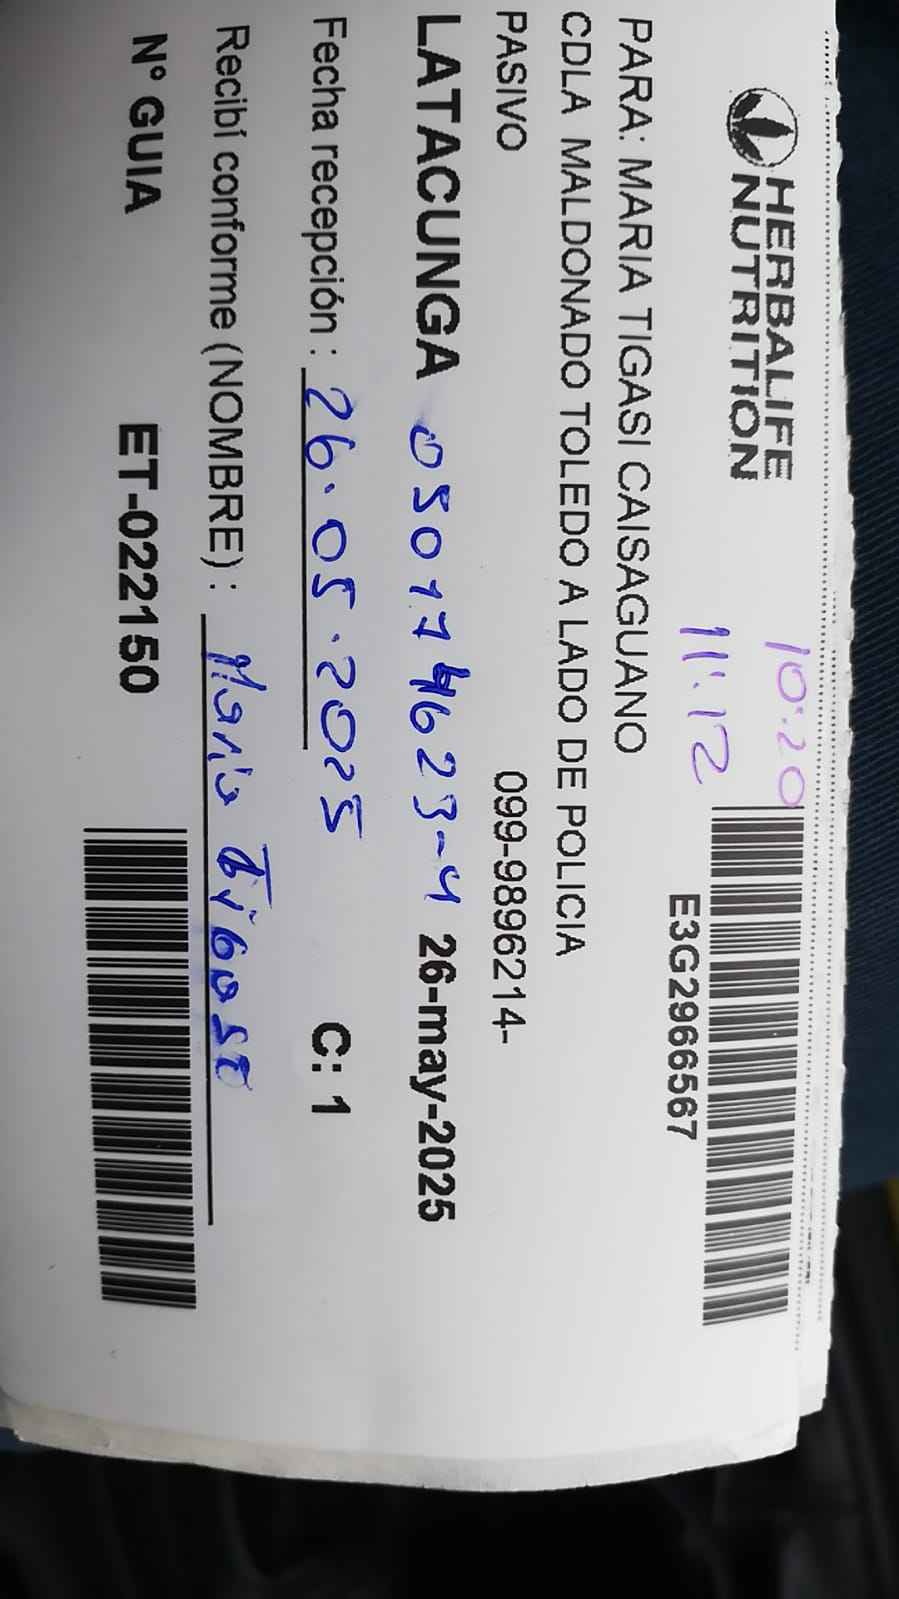 HERBALIFE
NUTRITION
10:20
11:12
E3G2966567
PARA: MARIA TIGASI CAISAGUANO
CDLA MALDONADO TOLEDO A LADO DE POLICIA
PASIVO 099-9896214-
LATACUNGA 050174623-4 26-may-2025
Fecha recepción : 26.05.2025 C: 1
Recibí conforme (NOMBRE) : Maria Tigasi
N° GUIA ET-022150